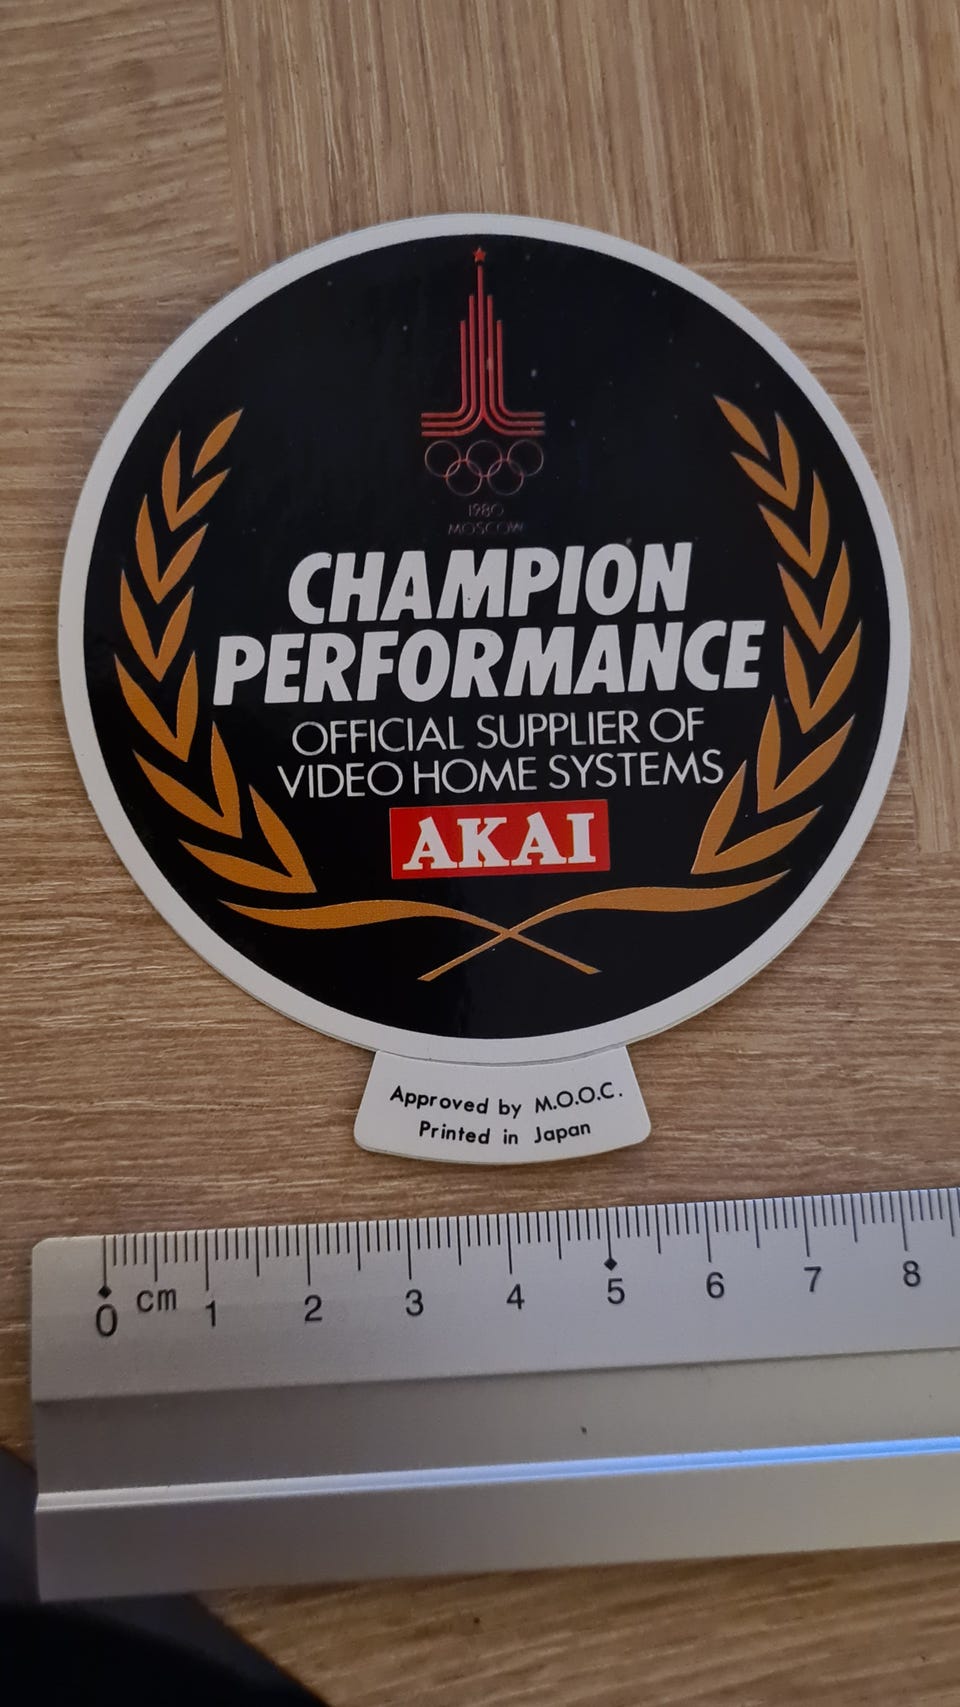 1980
MOSCOW
CHAMPION
PERFORMANCE
OFFICIAL SUPPLIER OF
VIDEO HOME SYSTEMS
AKAI
Approved by M.O.O.C.
Printed in Japan
0 cm 1 2 3 4 5 6 7 8